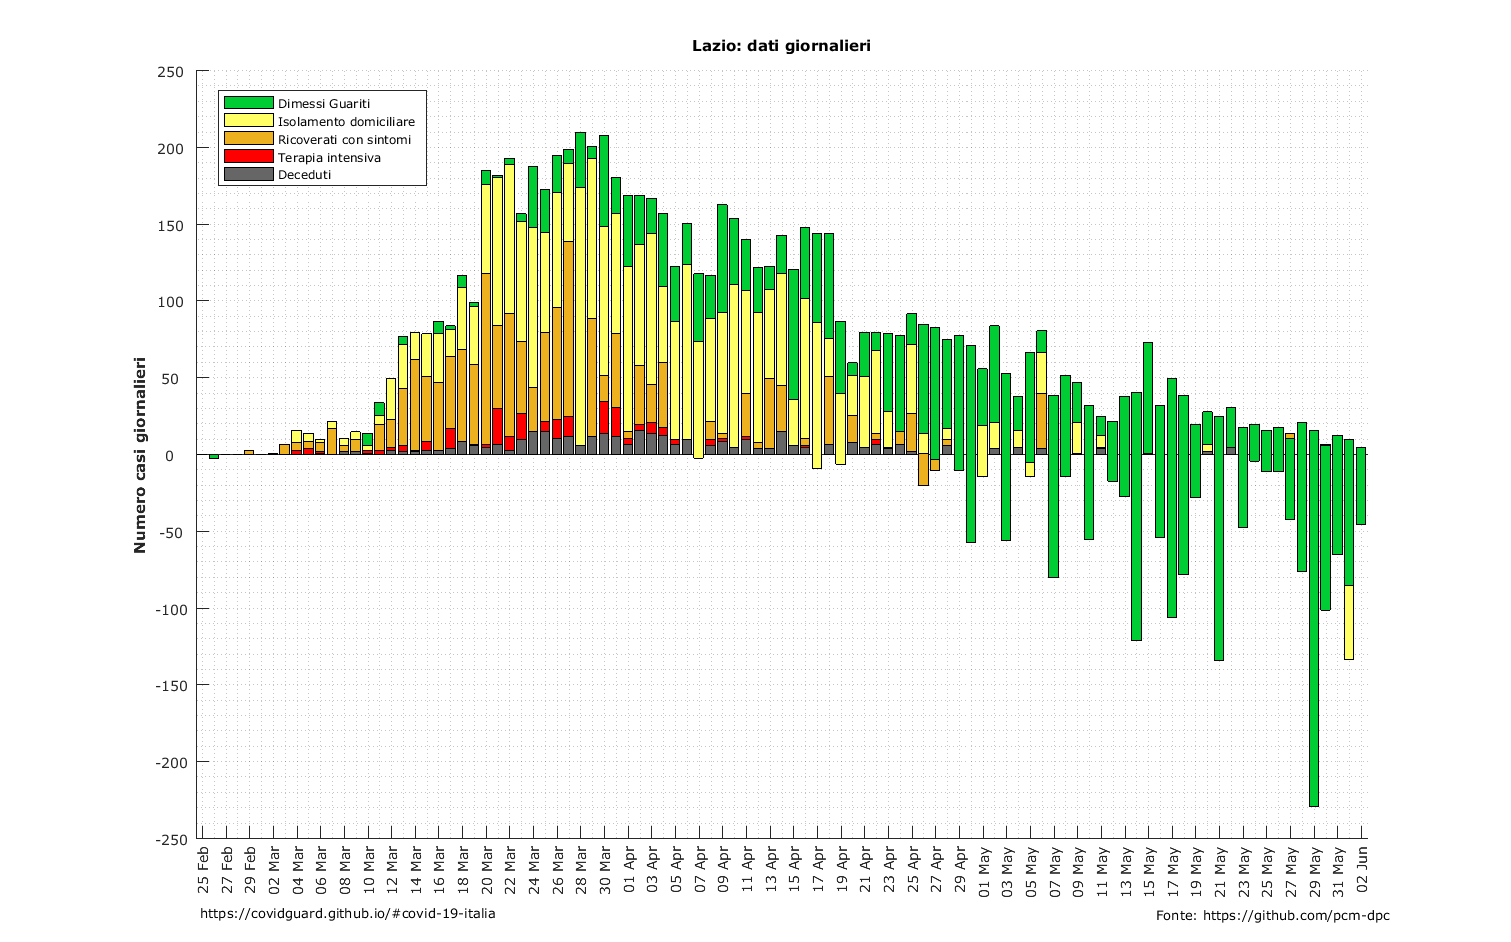 Lazio: dati giornalieri
250
200
150
100
50
0
-50
-100
-150
-200
-250
Numero casi giornalieri
Dimessi Guariti
Isolamento domiciliare
Ricoverati con sintomi
Terapia intensiva
Deceduti
25 Feb
27 Feb
29 Feb
02 Mar
04 Mar
06 Mar
08 Mar
10 Mar
12 Mar
14 Mar
16 Mar
18 Mar
20 Mar
22 Mar
24 Mar
26 Mar
28 Mar
30 Mar
01 Apr
03 Apr
05 Apr
07 Apr
09 Apr
11 Apr
13 Apr
15 Apr
17 Apr
19 Apr
21 Apr
23 Apr
25 Apr
27 Apr
29 Apr
01 May
03 May
05 May
07 May
09 May
11 May
13 May
15 May
17 May
19 May
21 May
23 May
25 May
27 May
29 May
31 May
02 Jun
https://covidguard.github.io/#covid-19-italia
Fonte: https://github.com/pcm-dpc